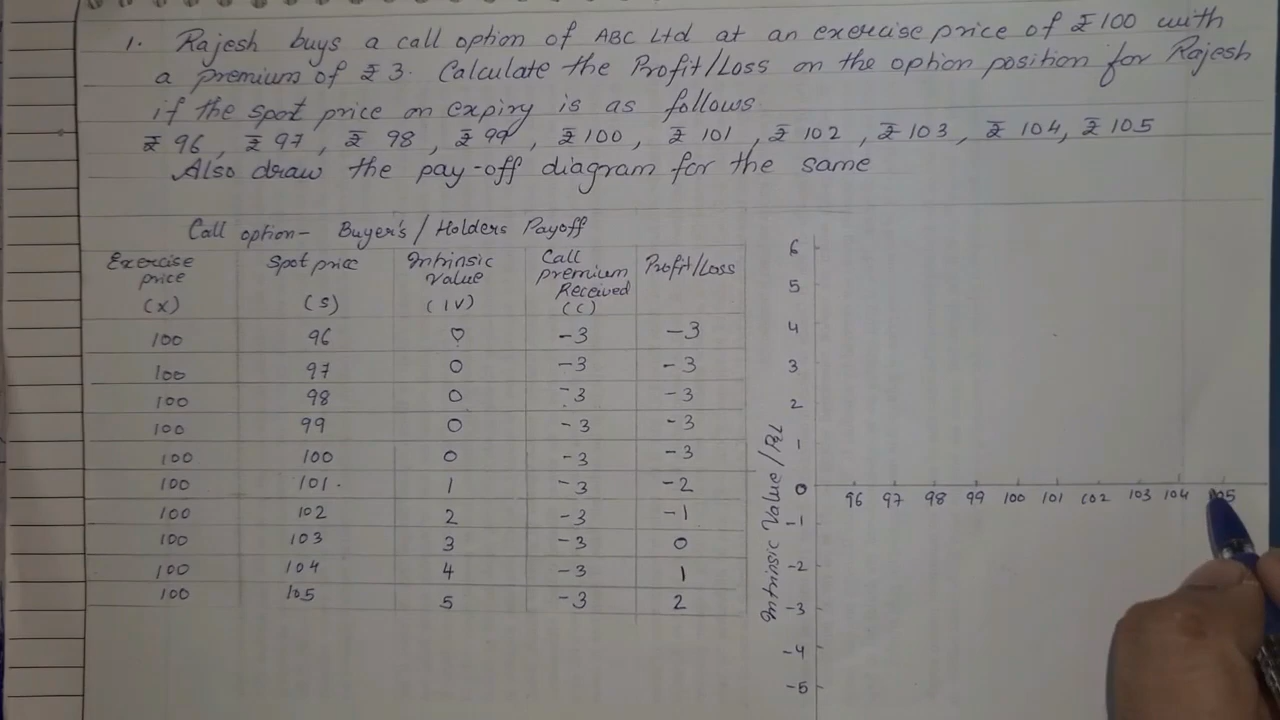 1. Rajesh buys a call option of ABC Ltd at an exercise price of ₹100 with
a premium of ₹3. Calculate the Profit/Loss on the option position for Rajesh
if the spot price on expiry is as follows
₹96, ₹97, ₹98, ₹99, ₹100, ₹101, ₹102, ₹103, ₹104, ₹105
Also draw the pay-off diagram for the same
Call option- Buyer's/Holders Payoff
Exercise price (X) Spot price (S) Intrinsic Value (IV) Call premium Received (C) Profit/Loss
100 96 0 -3 -3
100 97 0 -3 -3
100 98 0 -3 -3
100 99 0 -3 -3
100 100 0 -3 -3
100 101. 1 -3 -2
100 102 2 -3 -1
100 103 3 -3 0
100 104 4 -3 1
100 105 5 -3 2
Intrinsic Value / P&L
6
5
4
3
2
1
0
-1
-2
-3
-4
-5
96 97 98 99 100 101 102 103 104